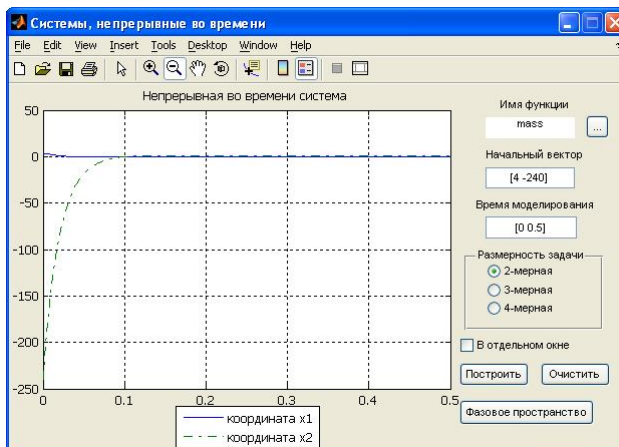 Системы, непрерывные во времени
File Edit View Insert Tools Desktop Window Help
Непрерывная во времени система
50
0
-50
-100
-150
-200
-250
0 0.1 0.2 0.3 0.4 0.5
координата x1
координата x2
Имя функции
mass
...
Начальный вектор
[4 -240]
Время моделирования
[0 0.5]
Размерность задачи
2-мерная
3-мерная
4-мерная
В отдельном окне
Построить Очистить
Фазовое пространство